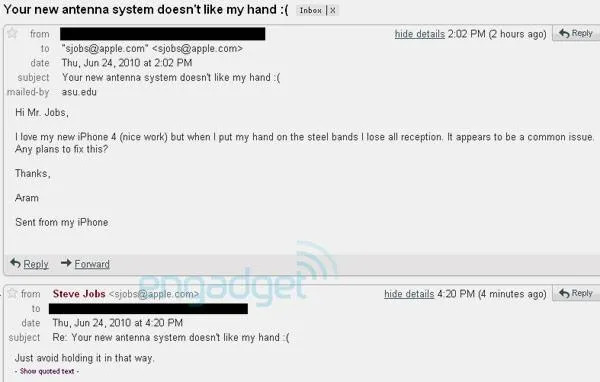 Your new antenna system doesn't like my hand :( Inbox | X
from hide details 2:02 PM (2 hours ago) Reply
to "sjobs@apple.com" <sjobs@apple.com>
date Thu, Jun 24, 2010 at 2:02 PM
subject Your new antenna system doesn't like my hand :(
mailed-by asu.edu
Hi Mr. Jobs,
I love my new iPhone 4 (nice work) but when I put my hand on the steel bands I lose all reception. It appears to be a common issue.
Any plans to fix this?
Thanks,
Aram
Sent from my iPhone
Reply Forward
engadget
from Steve Jobs <sjobs@apple.com> hide details 4:20 PM (4 minutes ago) Reply
to
date Thu, Jun 24, 2010 at 4:20 PM
subject Re: Your new antenna system doesn't like my hand :(
Just avoid holding it in that way.
- Show quoted text -